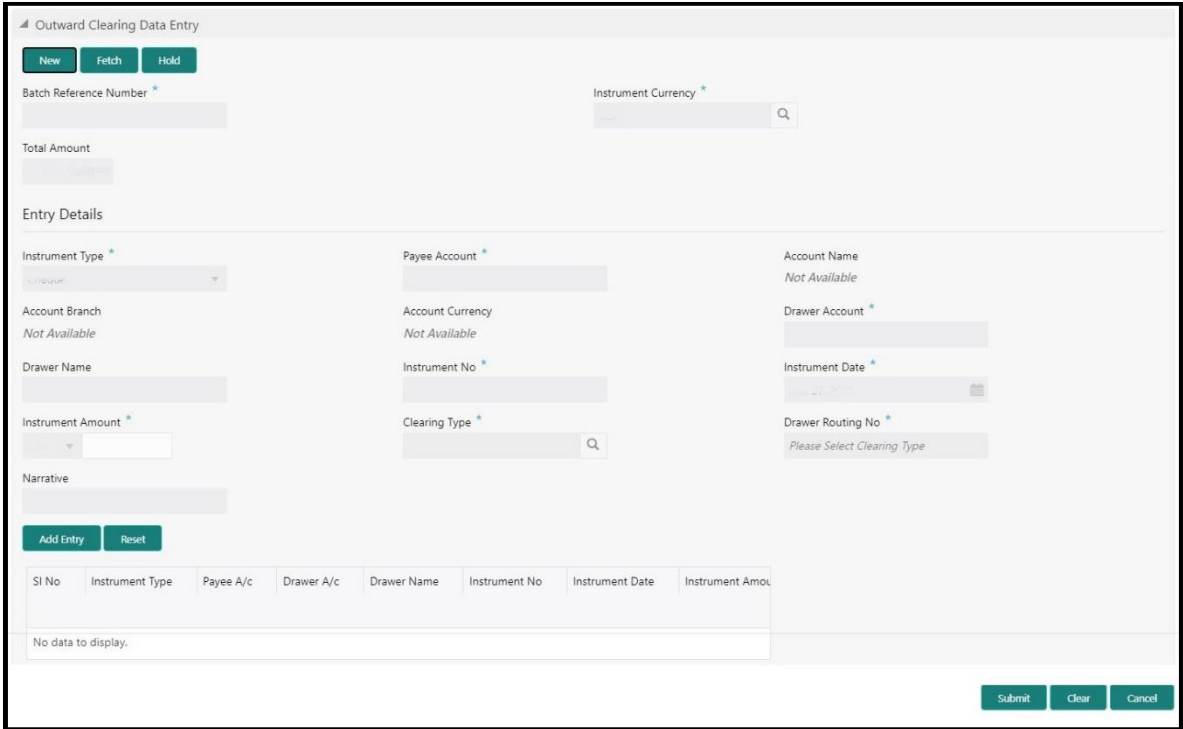 Outward Clearing Data Entry
New Fetch Hold
Batch Reference Number * Instrument Currency *
Total Amount
Entry Details
Instrument Type * Payee Account * Account Name
Not Available
Account Branch Account Currency Drawer Account *
Not Available Not Available
Drawer Name Instrument No * Instrument Date *
Instrument Amount * Clearing Type * Drawer Routing No *
Please Select Clearing Type
Narrative
Add Entry Reset
SI No Instrument Type Payee A/c Drawer A/c Drawer Name Instrument No Instrument Date Instrument Amou
No data to display.
Submit Clear Cancel